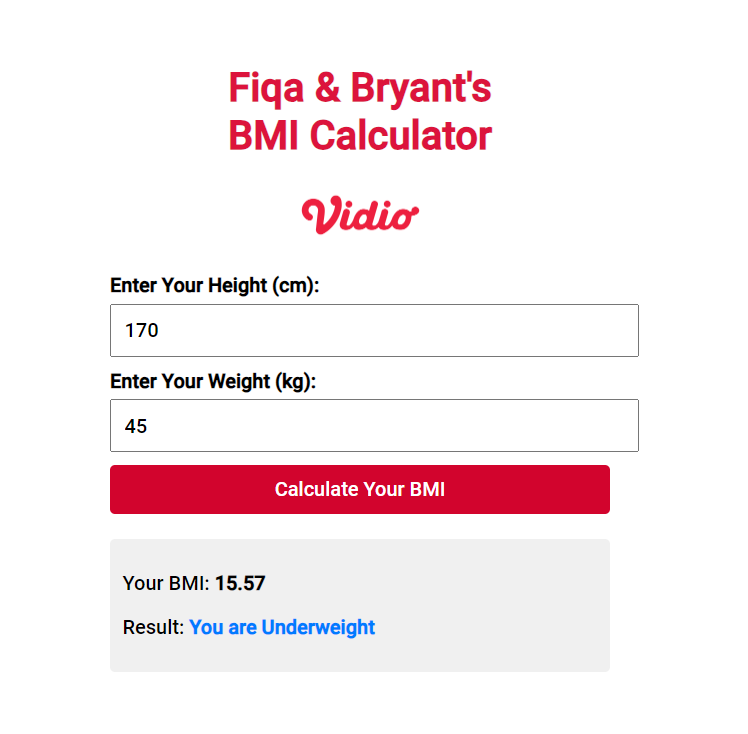 Fiqa & Bryant's
BMI Calculator
Vidio
Enter Your Height (cm):
170
Enter Your Weight (kg):
45
Calculate Your BMI
Your BMI: 15.57
Result: You are Underweight